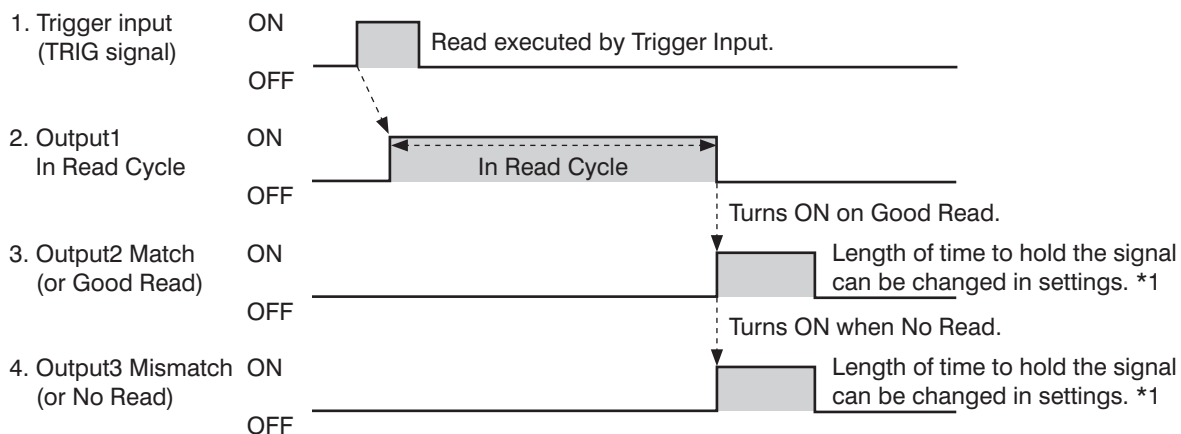 1. Trigger input
(TRIG signal)
ON
OFF
Read executed by Trigger Input.
2. Output1
In Read Cycle
ON
OFF
In Read Cycle
Turns ON on Good Read.
3. Output2 Match
(or Good Read)
ON
OFF
Length of time to hold the signal
can be changed in settings. *1
Turns ON when No Read.
4. Output3 Mismatch
(or No Read)
ON
OFF
Length of time to hold the signal
can be changed in settings. *1